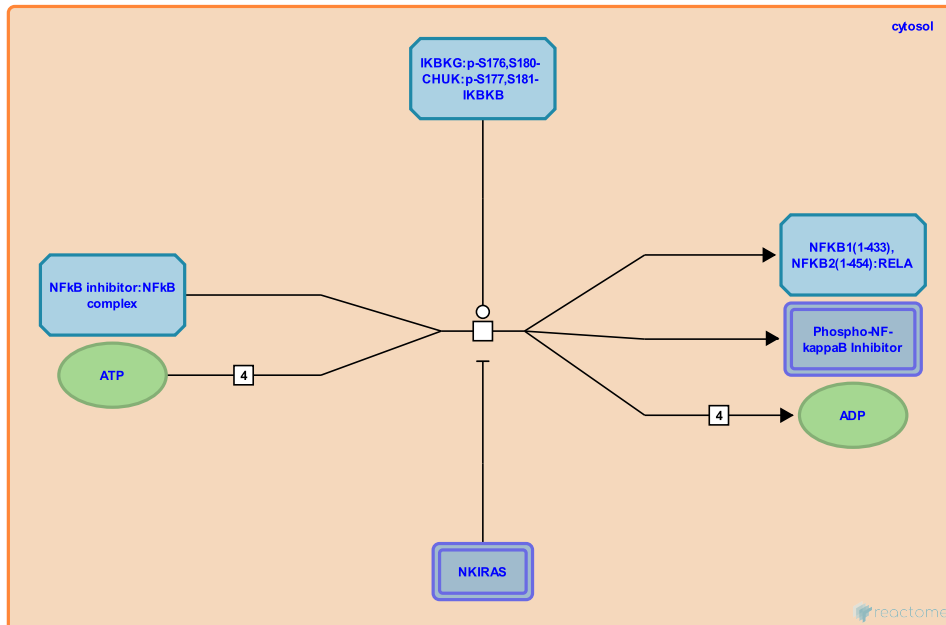 cytosol
IKBKG:p-S176,S180-
CHUK:p-S177,S181-
IKBKB
NFKB1(1-433),
NFKB2(1-454):RELA
NFkB inhibitor:NFkB
complex
Phospho-NF-
kappaB Inhibitor
ATP
4
4
ADP
NKIRAS
reactome